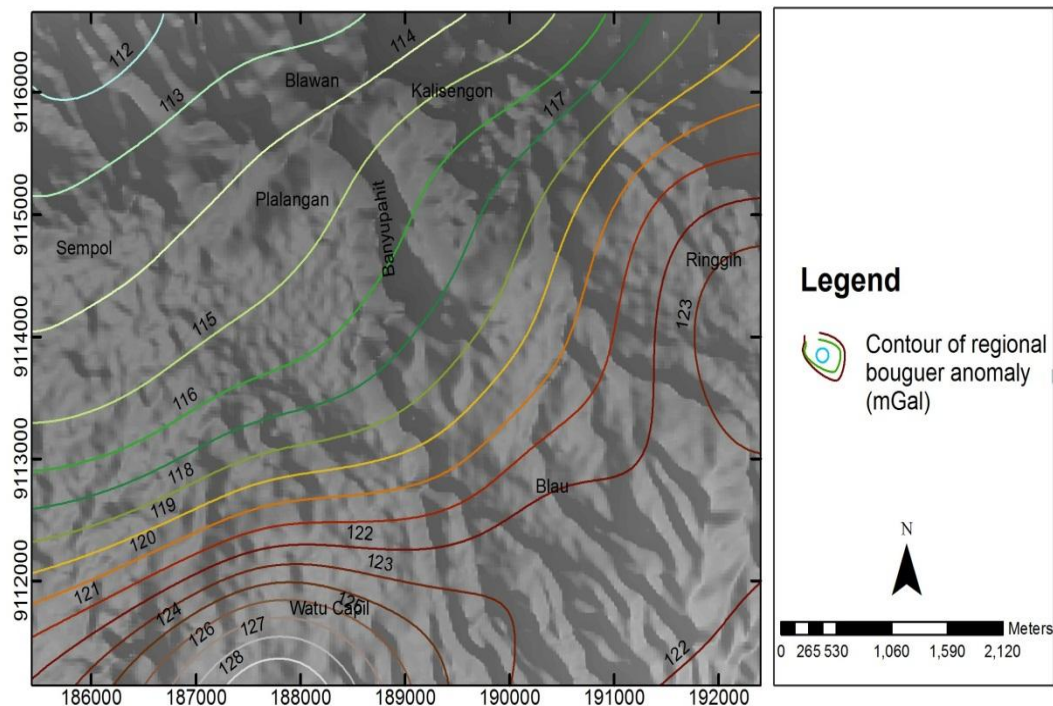 9116000
9115000
9114000
9113000
9112000
186000
187000
188000
189000
190000
191000
192000
112
113
114
Blawan
Kalisengon
117
Plalangan
Banyupahit
Sempol
Ringgih
123
115
116
118
119
120
121
122
123
124
125
126
127
128
Blau
Watu Capil
122
Legend
Contour of regional
bouguer anomaly
(mGal)
N
Meters
0 265 530 1,060 1,590 2,120